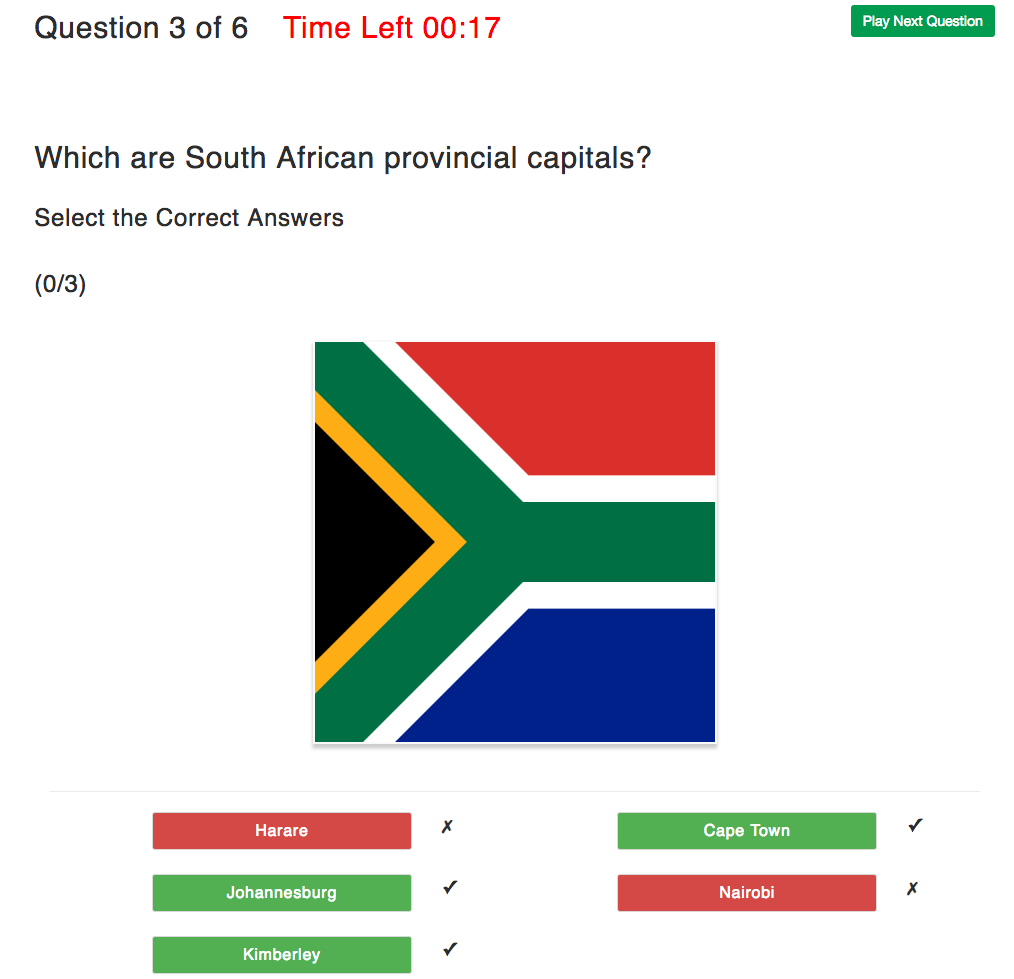 Question 3 of 6 Time Left 00:17 Play Next Question
Which are South African provincial capitals?
Select the Correct Answers
(0/3)
Harare ✗ Cape Town ✓
Johannesburg ✓ Nairobi ✗
Kimberley ✓